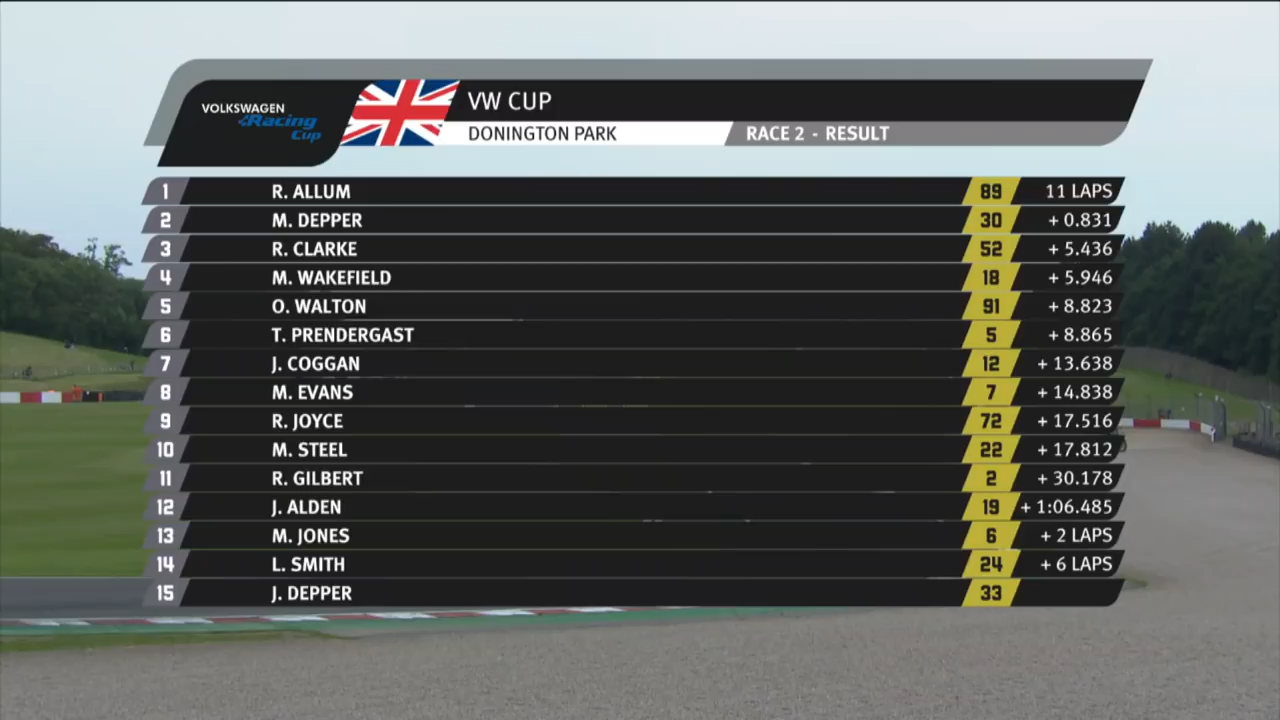 VOLKSWAGEN
Racing
Cup
VW CUP
DONINGTON PARK RACE 2 - RESULT
1 R. ALLUM 89 11 LAPS
2 M. DEPPER 30 + 0.831
3 R. CLARKE 52 + 5.436
4 M. WAKEFIELD 18 + 5.946
5 O. WALTON 91 + 8.823
6 T. PRENDERGAST 5 + 8.865
7 J. COGGAN 12 + 13.638
8 M. EVANS 7 + 14.838
9 R. JOYCE 72 + 17.516
10 M. STEEL 22 + 17.812
11 R. GILBERT 2 + 30.178
12 J. ALDEN 19 + 1:06.485
13 M. JONES 6 + 2 LAPS
14 L. SMITH 24 + 6 LAPS
15 J. DEPPER 33